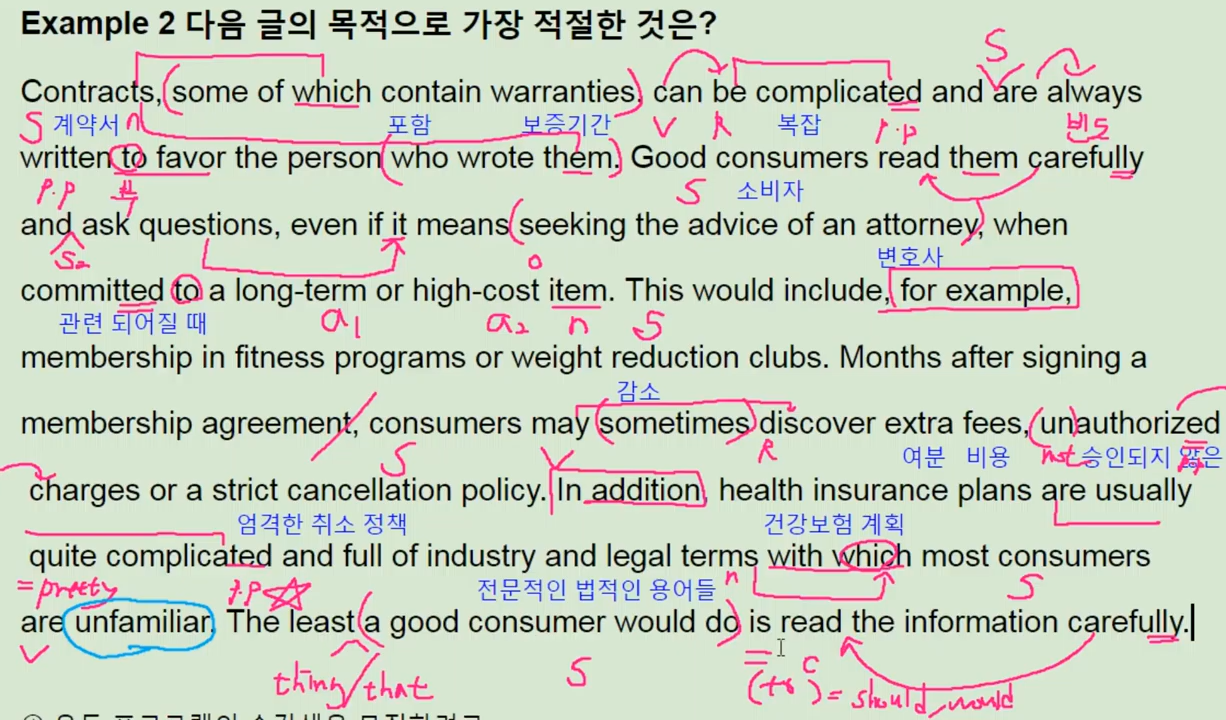 Example 2 다음 글의 목적으로 가장 적절한 것은?
S
Contracts, (some of which contain warranties,) can be complicated and are always
S 계약서 n 포함 보증기간 V R 복잡 p.p 빈도
written to favor the person (who wrote them.) Good consumers read them carefully
p.p S 소비자
and ask questions, even if it means (seeking the advice of an attorney, when
S2 o 변호사
committed to a long-term or high-cost item. This would include, for example,
관련 되어질 때 a1 a2 n S
membership in fitness programs or weight reduction clubs. Months after signing a
감소
membership agreement, consumers may (sometimes) discover extra fees, (un)authorized
S R 여분 비용 not 승인되지 않은
charges or a strict cancellation policy. In addition, health insurance plans are usually
엄격한 취소 정책 건강보험 계획
quite complicated and full of industry and legal terms with which most consumers
= pretty p.p 전문적인 법적인 용어들 n S
are unfamiliar. The least (a good consumer would do) is read the information carefully.
V thing/that S (to) C = should, would